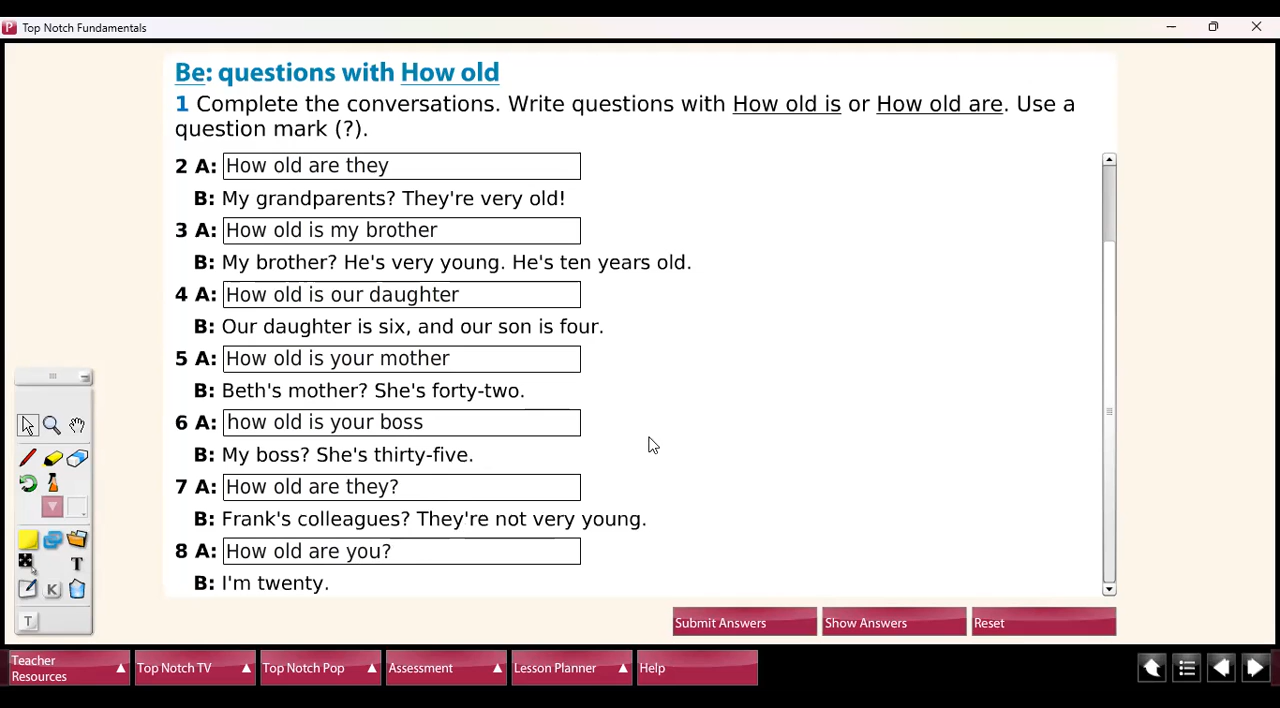 Top Notch Fundamentals
Be: questions with How old
1 Complete the conversations. Write questions with How old is or How old are. Use a
question mark (?).
2 A: How old are they
B: My grandparents? They're very old!
3 A: How old is my brother
B: My brother? He's very young. He's ten years old.
4 A: How old is our daughter
B: Our daughter is six, and our son is four.
5 A: How old is your mother
B: Beth's mother? She's forty-two.
6 A: how old is your boss
B: My boss? She's thirty-five.
7 A: How old are they?
B: Frank's colleagues? They're not very young.
8 A: How old are you?
B: I'm twenty.
T
K
T
Submit Answers
Show Answers
Reset
Teacher
Resources
Top Notch TV
Top Notch Pop
Assessment
Lesson Planner
Help